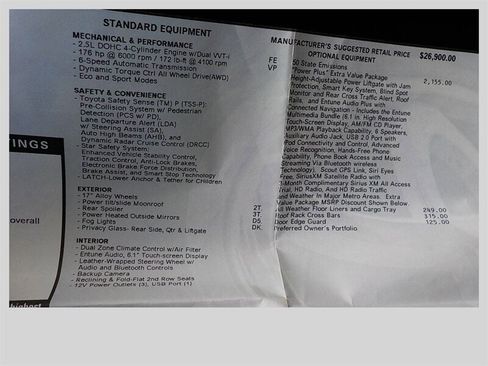 STANDARD EQUIPMENT
MECHANICAL & PERFORMANCE
- 2.5L DOHC 4-Cylinder Engine w/Dual VVT-i
- 176 hp @ 6000 rpm / 172 lb-ft @ 4100 rpm
- 6-Speed Automatic Transmission
- Dynamic Torque Ctrl All Wheel Drive(AWD)
- Eco and Sport Modes
SAFETY & CONVENIENCE
- Toyota Safety Sense (TM) P (TSS-P):
Pre-Collision System w/ Pedestrian
Detection (PCS w/ PD),
Lane Departure Alert (LDA)
w/ Steering Assist (SA),
Auto High Beams (AHB), and
Dynamic Radar Cruise Control (DRCC)
- Star Safety System;
Enhanced Vehicle Stability Control,
Traction Control, Anti-Lock Brakes,
Electronic Brake Force Distribution,
Brake Assist, and Smart Stop Technology
- LATCH-Lower Anchor & Tether for Children
EXTERIOR
- 17" Alloy Wheels
- Power tilt/slide Moonroof
- Rear Spoiler
- Power Heated Outside Mirrors
- Fog Lights
- Privacy Glass- Rear Side, Qtr & Liftgate
INTERIOR
- Dual Zone Climate Control w/Air Filter
- Entune Audio, 6.1" Touch-screen Display
- Leather-Wrapped Steering Wheel w/
Audio and Bluetooth Controls
- Backup Camera
- Reclining & Fold-Flat 2nd Row Seats
- 12V Power Outlets (3), USB Port (1)
MANUFACTURER'S SUGGESTED RETAIL PRICE $26,900.00
OPTIONAL EQUIPMENT
FE 50 State Emissions
VP "Power Plus" Extra Value Package 2,155.00
Height-Adjustable Power Liftgate with Jam
Protection, Smart Key System, Blind Spot
Monitor and Rear Cross Traffic Alert, Roof
Rails, and Entune Audio Plus with
Connected Navigation - Includes the Entune
Multimedia Bundle (6.1 in. High Resolution
Touch-Screen Display, AM/FM CD Player,
MP3/WMA Playback Capability, 6 Speakers,
Auxiliary Audio Jack, USB 2.0 Port with
iPod Connectivity and Control, Advanced
Voice Recognition, Hands-Free Phone
Capability, Phone Book Access and Music
Streaming Via Bluetooth wireless
Technology), Scout GPS Link, Siri Eyes
Free, SiriusXM Satellite Radio with
3-Month Complimentary Sirius XM All Access
Trial, HD Radio, And HD Radio Traffic
and Weather In Major Metro Areas. Extra
Value Package MSRP Discount Shown Below.
2T. All Weather Floor Liners and Cargo Tray 249.00
3T. Roof Rack Cross Bars 315.00
D5. Door Edge Guard 125.00
DK. Preferred Owner's Portfolio
INGS
overall
highest